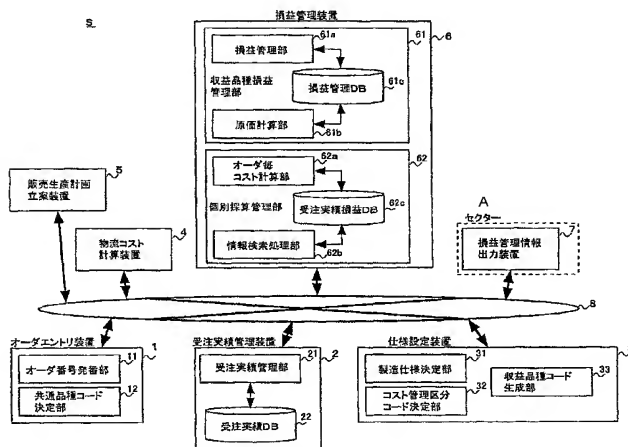 S
損益管理装置
6
61
61a
損益管理部
収益品種損益
管理部
損益管理DB
61c
原価計算部
61b
62
62a
オーダ毎
コスト計算部
個別採算管理部
受注実績損益DB
62c
情報検索処理部
62b
5
販売生産計画
立案装置
4
物流コスト
計算装置
A
セクター
7
損益管理情報
出力装置
8
オーダエントリ装置
1
11
オーダ番号発番部
12
共通品種コード
決定部
受注実績管理装置
2
21
受注実績管理部
受注実績DB
22
仕様設定装置
31
製造仕様決定部
32
コスト管理区分
コード決定部
33
収益品種コード
生成部